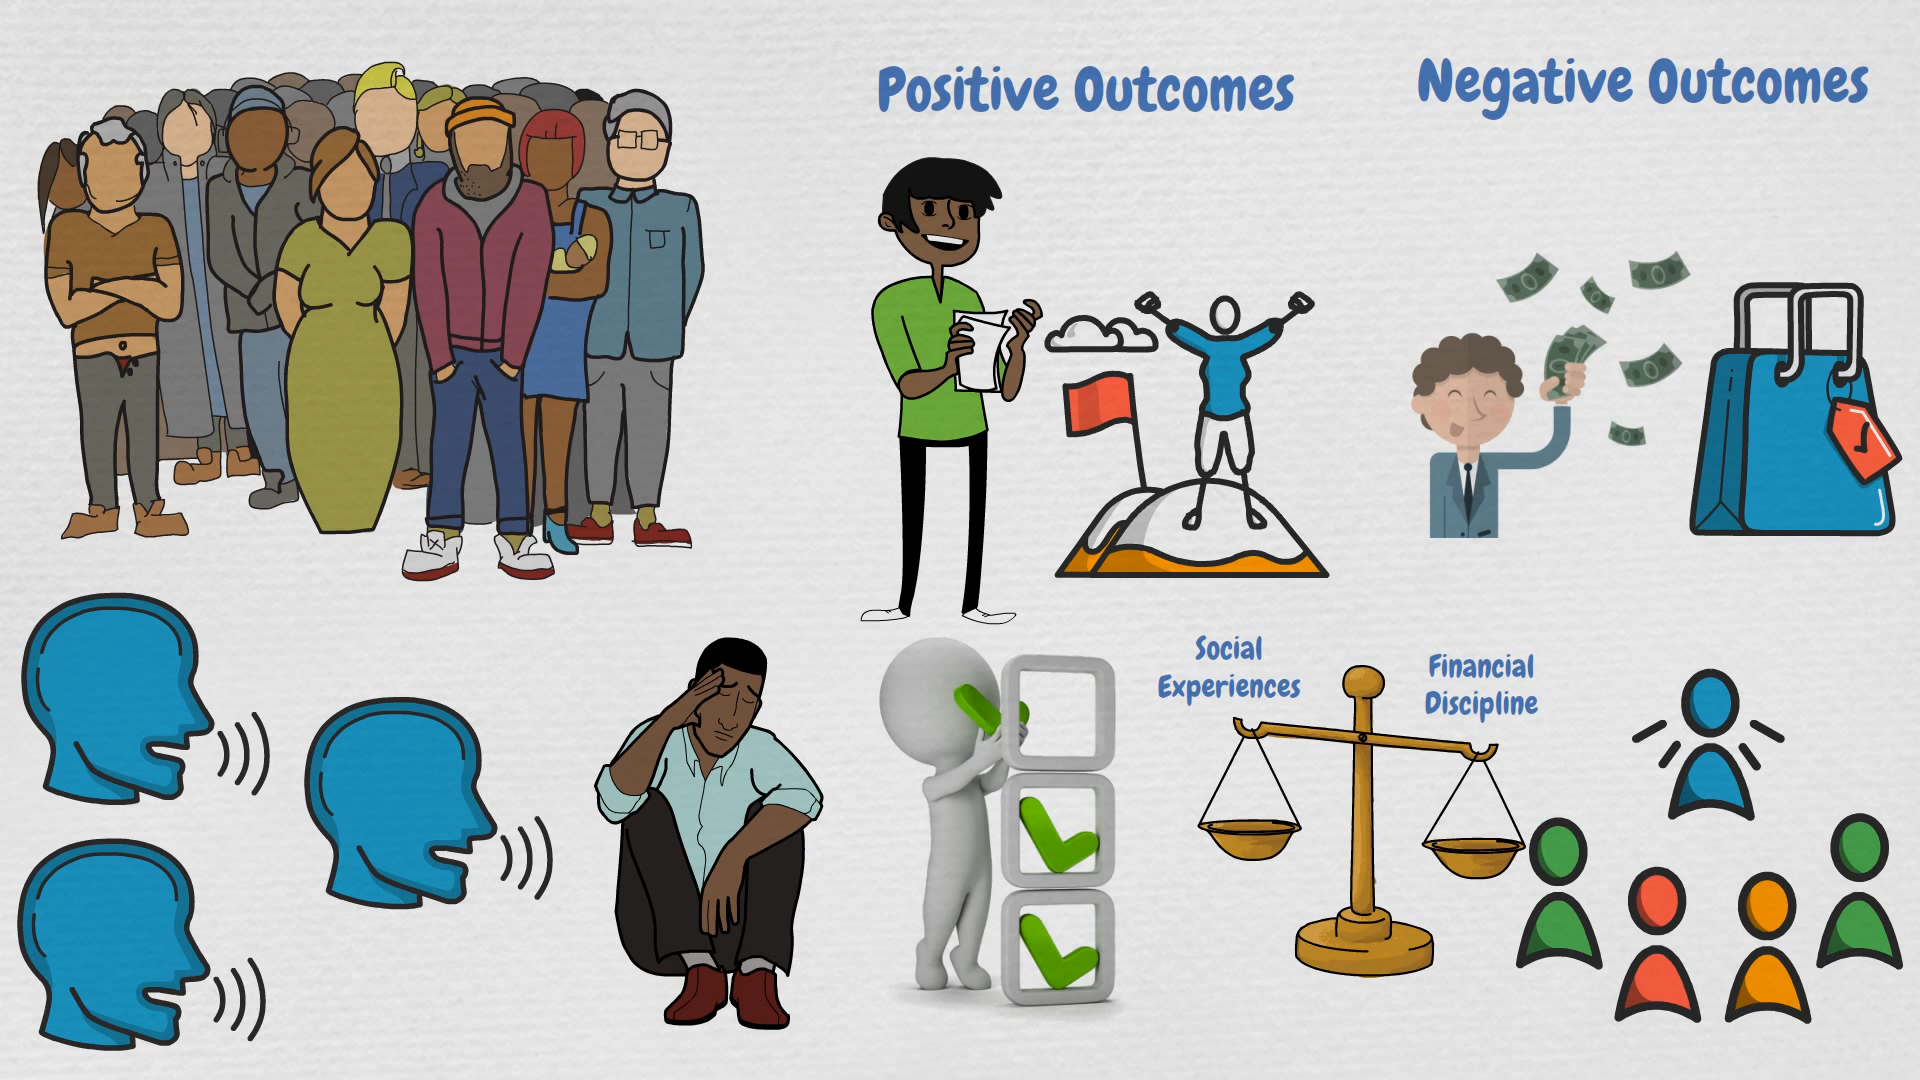 Positive Outcomes
Negative Outcomes
Social
Experiences
Financial
Discipline